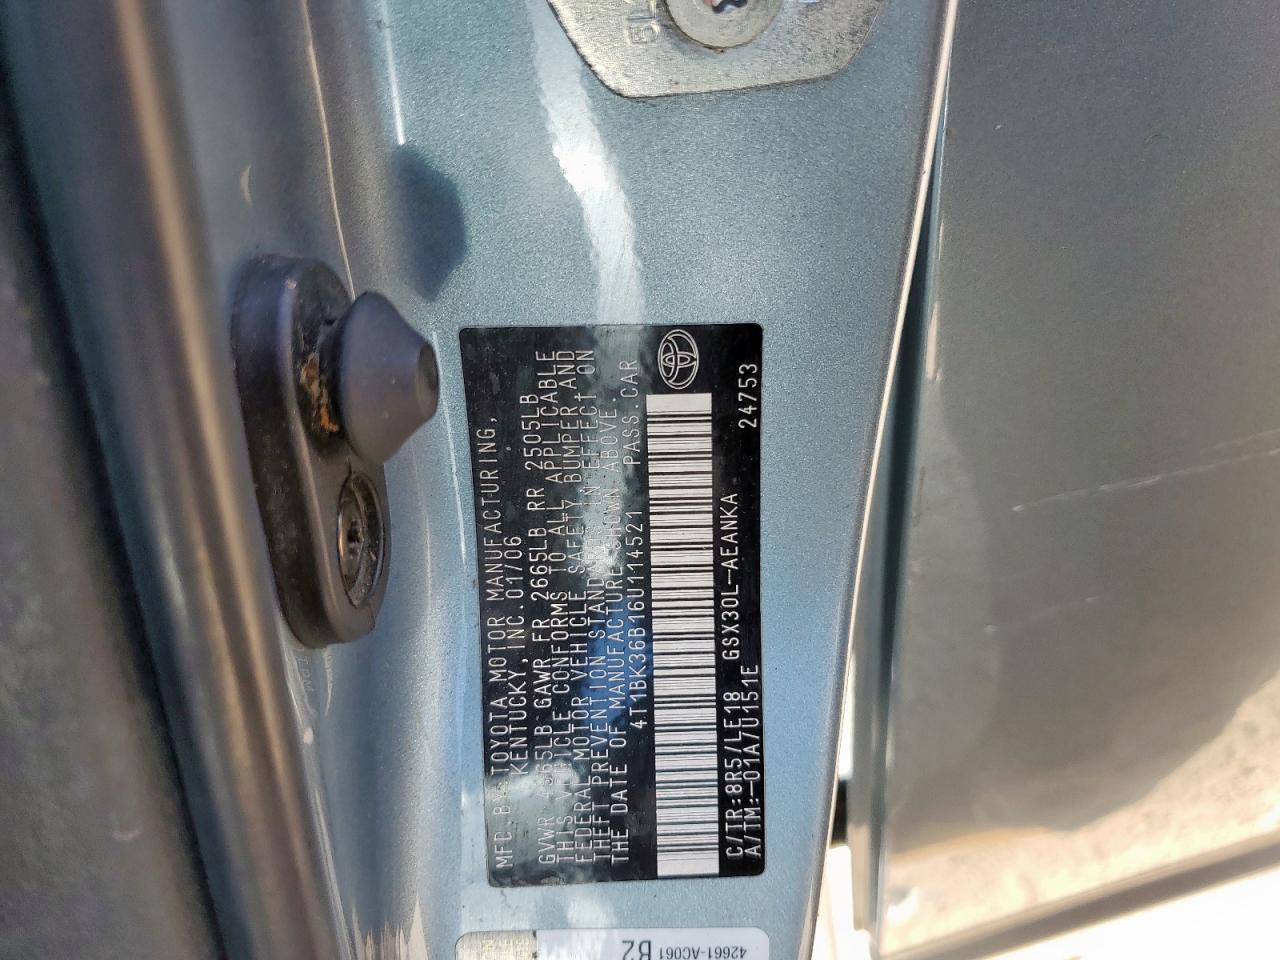 MFD.BY:TOYOTA MOTOR MANUFACTURING,
KENTUCKY, INC.01/06
GVWR 4965LB GAWR FR 2665LB RR 2505LB
THIS VEHICLE CONFORMS TO ALL APPLICABLE
FEDERAL MOTOR VEHICLE SAFETY BUMPER,AND
THEFT PREVENTION STANDARDS IN EFFECT ON
THE DATE OF MANUFACTURE SHOWN ABOVE.
4T1BK36B16U114521 PASS.CAR
C/TR:8R5/LE18 GSX30L-AEANKA 24753
A/TM:-01A/U151E
42661-AC061
B2